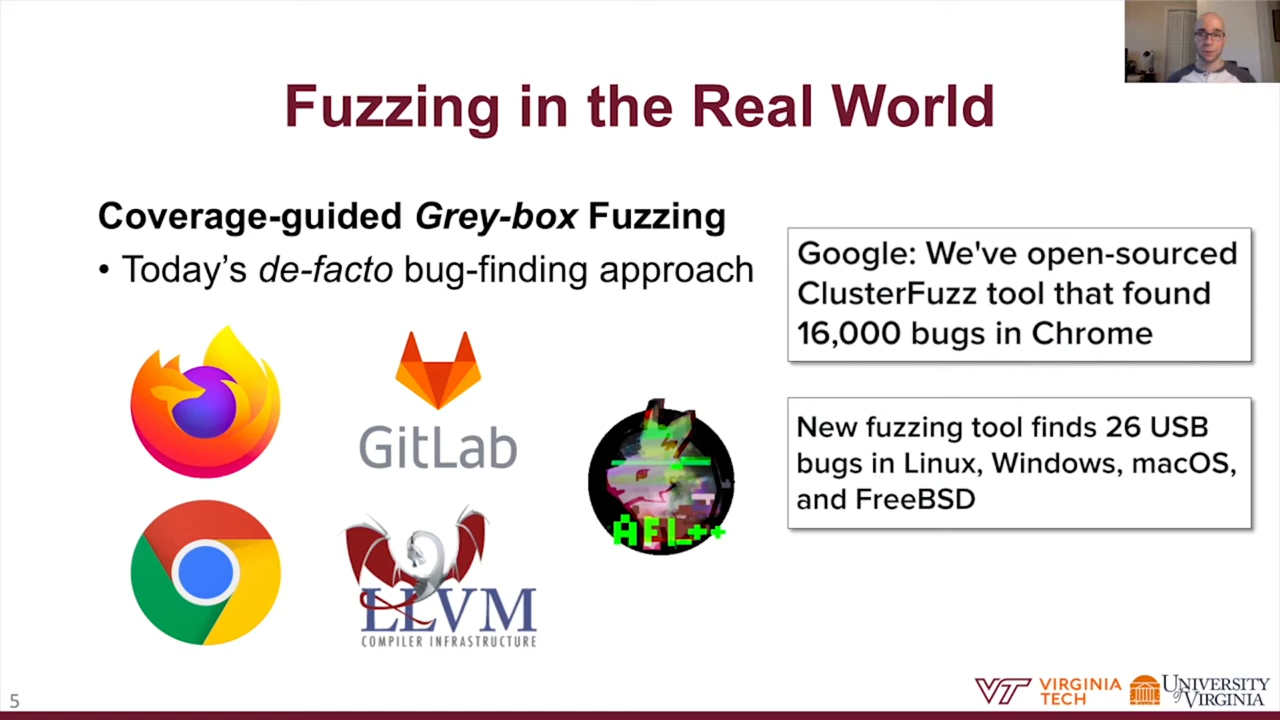 Fuzzing in the Real World
Coverage-guided Grey-box Fuzzing
• Today's de-facto bug-finding approach
Google: We've open-sourced
ClusterFuzz tool that found
16,000 bugs in Chrome
New fuzzing tool finds 26 USB
bugs in Linux, Windows, macOS,
and FreeBSD
GitLab
AFL++
LLVM
COMPILER INFRASTRUCTURE
5
VT VIRGINIA
TECH
UNIVERSITY
of VIRGINIA